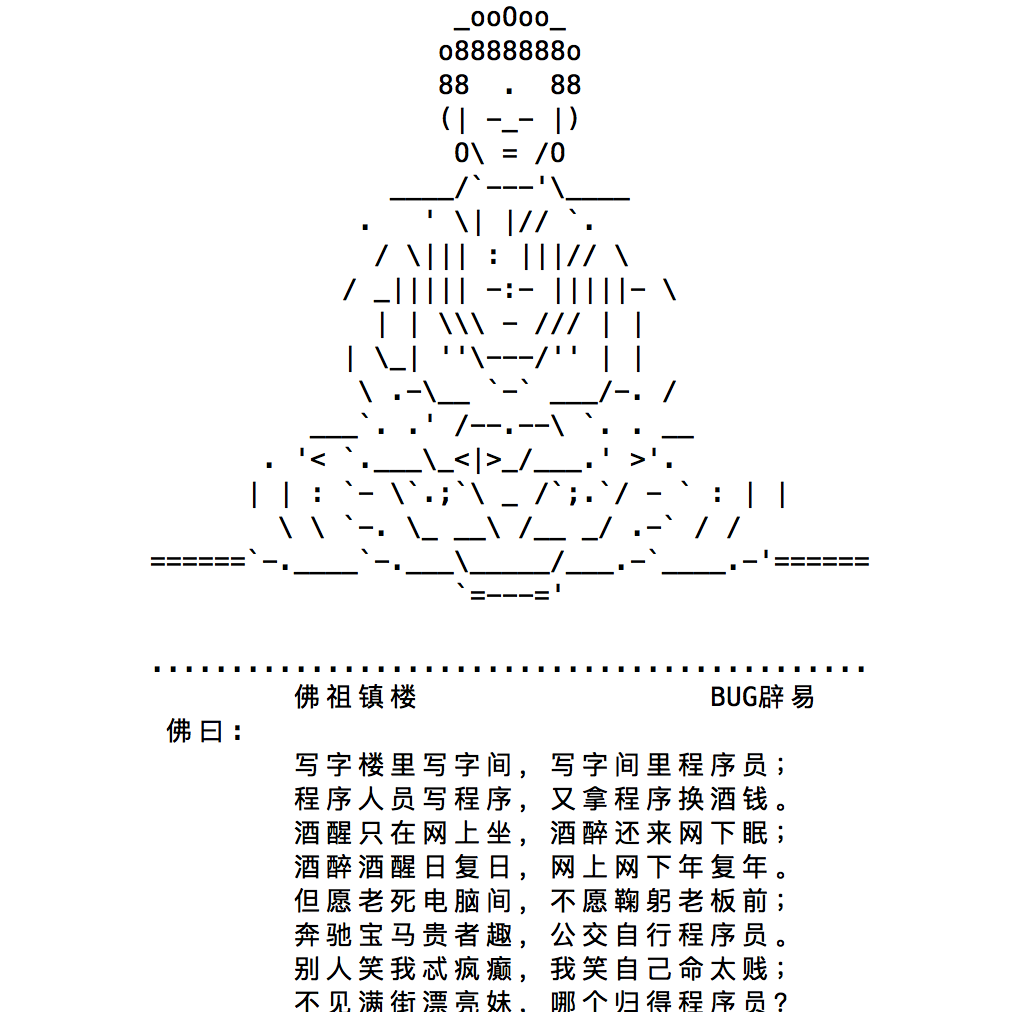 _ooOoo_
o8888888o
88 . 88
(| -_- |)
O\ = /O
____/`---'\____
. ' \| |// `.
/ \||| : |||// \
/ _||||| -:- |||||- \
| | \\\ - /// | |
| \_| ''\---/'' | |
\ .-\__ `-` ___/-. /
___`. .' /--.--\ `. . __
. '< `.___\_<|>_/___.' >'.
| | : `- \`.;`\ _ /`;.`/ - ` : | |
\ \ `-. \_ __\ /__ _/ .-` / /
======`-.____`-.___\_____/___.-`____.-'======
`=---='
.............................................
佛祖镇楼 BUG辟易
佛曰:
写字楼里写字间，写字间里程序员；
程序人员写程序，又拿程序换酒钱。
酒醒只在网上坐，酒醉还来网下眠；
酒醉酒醒日复日，网上网下年复年。
但愿老死电脑间，不愿鞠躬老板前；
奔驰宝马贵者趣，公交自行程序员。
别人笑我忒疯癫，我笑自己命太贱；
不见满街漂亮妹，哪个归得程序员？